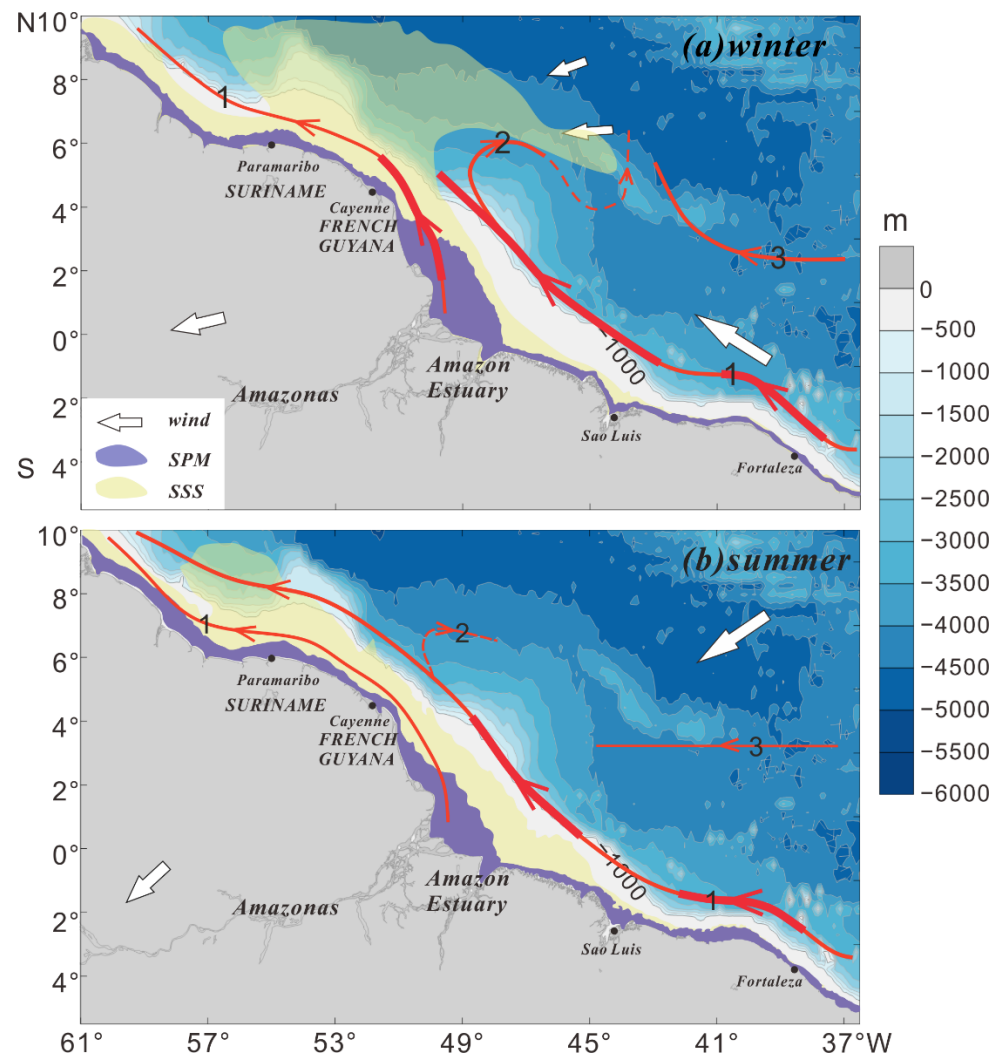 N10°
8°
6°
4°
2°
0°
2°
S
4°
(a)winter
1
2
3
1
-1000
Paramaribo
SURINAME
Cayenne
FRENCH
GUYANA
Amazonas
Amazon
Estuary
Sao Luis
Fortaleza
wind
SPM
SSS
m
0
-500
-1000
-1500
-2000
-2500
-3000
-3500
-4000
-4500
-5000
-5500
-6000
10°
8°
6°
4°
2°
0°
2°
4°
(b)summer
1
2
3
1
-1000
Paramaribo
SURINAME
Cayenne
FRENCH
GUYANA
Amazonas
Amazon
Estuary
Sao Luis
Fortaleza
61° 57° 53° 49° 45° 41° 37°W